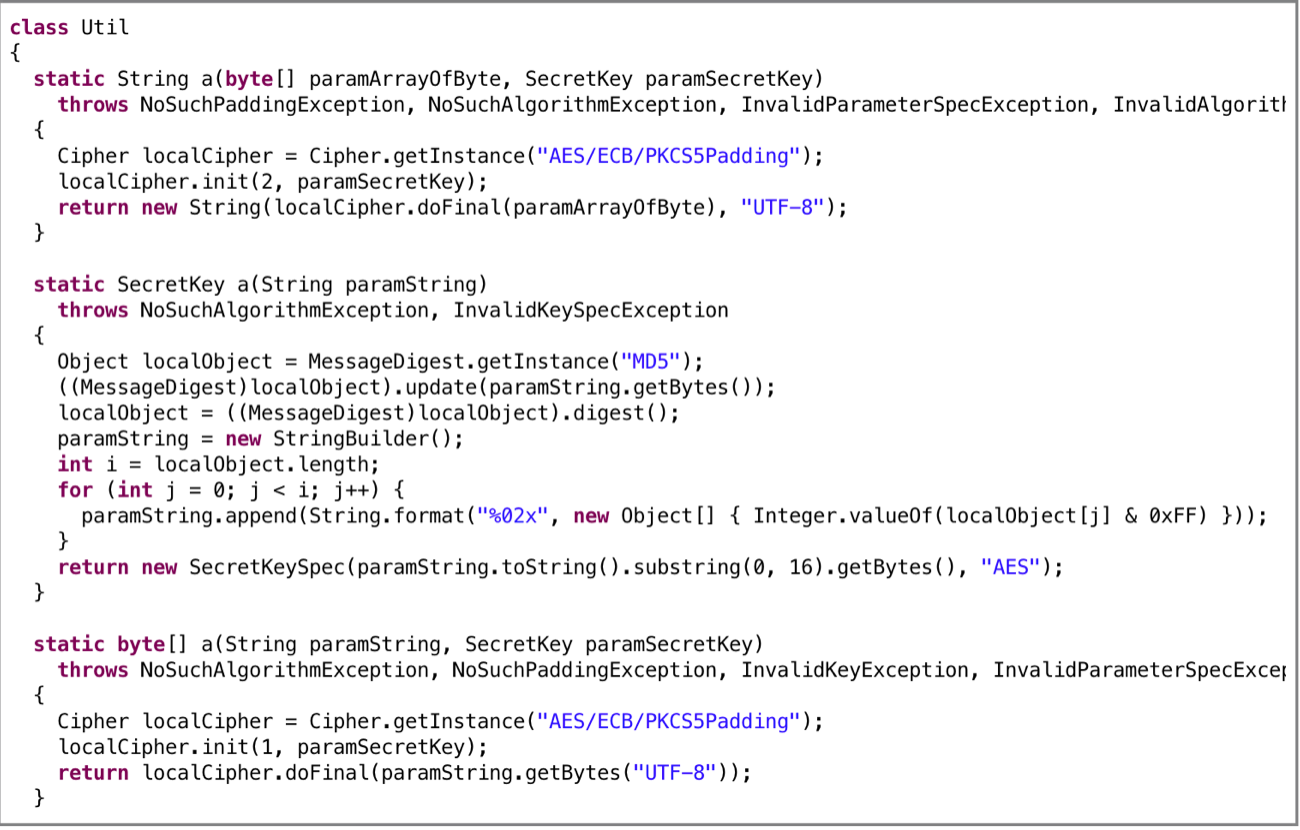 class Util
{
  static String a(byte[] paramArrayOfByte, SecretKey paramSecretKey)
    throws NoSuchPaddingException, NoSuchAlgorithmException, InvalidParameterSpecException, InvalidAlgorith
  {
    Cipher localCipher = Cipher.getInstance("AES/ECB/PKCS5Padding");
    localCipher.init(2, paramSecretKey);
    return new String(localCipher.doFinal(paramArrayOfByte), "UTF-8");
  }

  static SecretKey a(String paramString)
    throws NoSuchAlgorithmException, InvalidKeySpecException
  {
    Object localObject = MessageDigest.getInstance("MD5");
    ((MessageDigest)localObject).update(paramString.getBytes());
    localObject = ((MessageDigest)localObject).digest();
    paramString = new StringBuilder();
    int i = localObject.length;
    for (int j = 0; j < i; j++) {
      paramString.append(String.format("%02x", new Object[] { Integer.valueOf(localObject[j] & 0xFF) }));
    }
    return new SecretKeySpec(paramString.toString().substring(0, 16).getBytes(), "AES");
  }

  static byte[] a(String paramString, SecretKey paramSecretKey)
    throws NoSuchAlgorithmException, NoSuchPaddingException, InvalidKeyException, InvalidParameterSpecExcep
  {
    Cipher localCipher = Cipher.getInstance("AES/ECB/PKCS5Padding");
    localCipher.init(1, paramSecretKey);
    return localCipher.doFinal(paramString.getBytes("UTF-8"));
  }